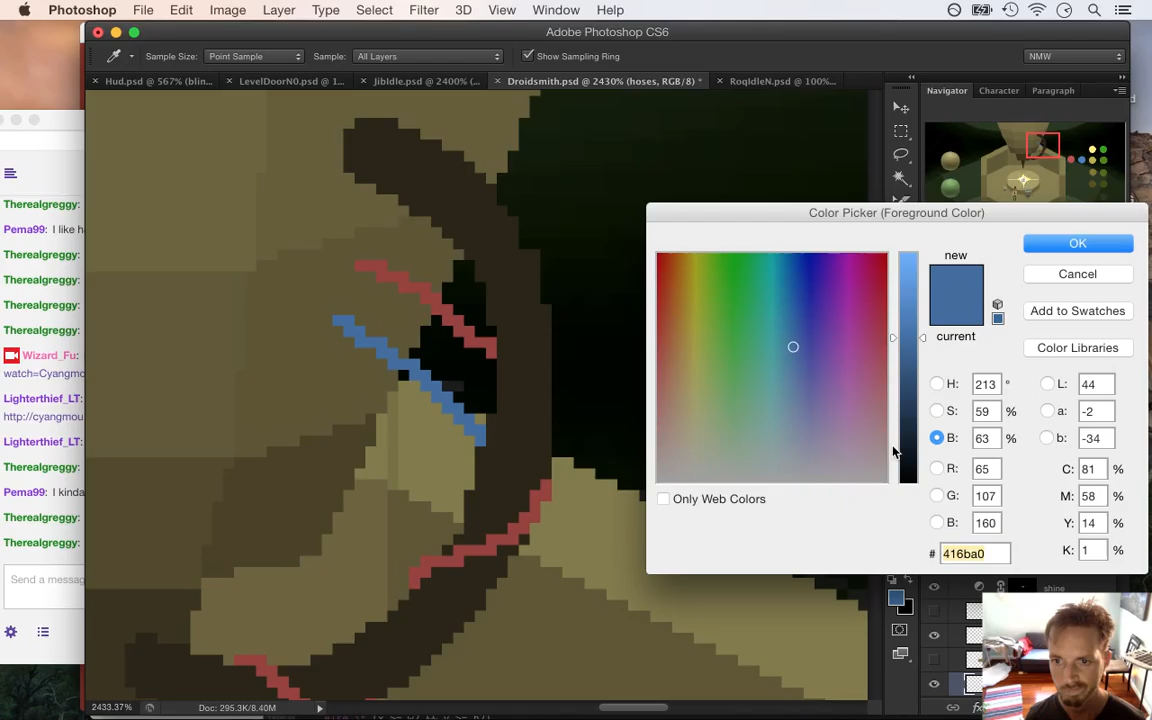 Photoshop File Edit Image Layer Type Select Filter 3D View Window Help
Adobe Photoshop CS6
Sample Size: Point Sample Sample: All Layers Show Sampling Ring NMW
Hud.psd @ 567% (blin... LevelDoorN0.psd @ 1... JibIdle.psd @ 2400% (... Droidsmith.psd @ 2430% (hoses, RGB/8) * RoqIdleN.psd @ 100%...
Navigator Character Paragraph
Therealgreggy:
Pema99: I like h
Therealgreggy:
Therealgreggy:
Therealgreggy:
Wizard_Fu:
watch=Cyangmou
Lighterthief_LT:
http://cyangmou.
Lighterthief_LT:
Pema99: I kinda
Therealgreggy:
Therealgreggy:
Send a messa
Color Picker (Foreground Color)
new
current
OK
Cancel
Add to Swatches
Color Libraries
H: 213 °
S: 59 %
B: 63 %
R: 65
G: 107
B: 160
L: 44
a: -2
b: -34
C: 81 %
M: 58 %
Y: 14 %
K: 1 %
# 416ba0
Only Web Colors
shine
fx
2433.37% Doc: 295.3K/8.40M